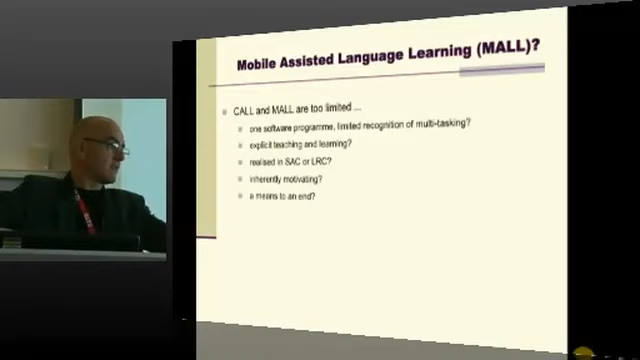 Mobile Assisted Language Learning (MALL)?
CALL and MALL are too limited ...
one software programme, limited recognition of multi-tasking?
explicit teaching and learning?
realised in SAC or LRC?
inherently motivating?
a means to an end?